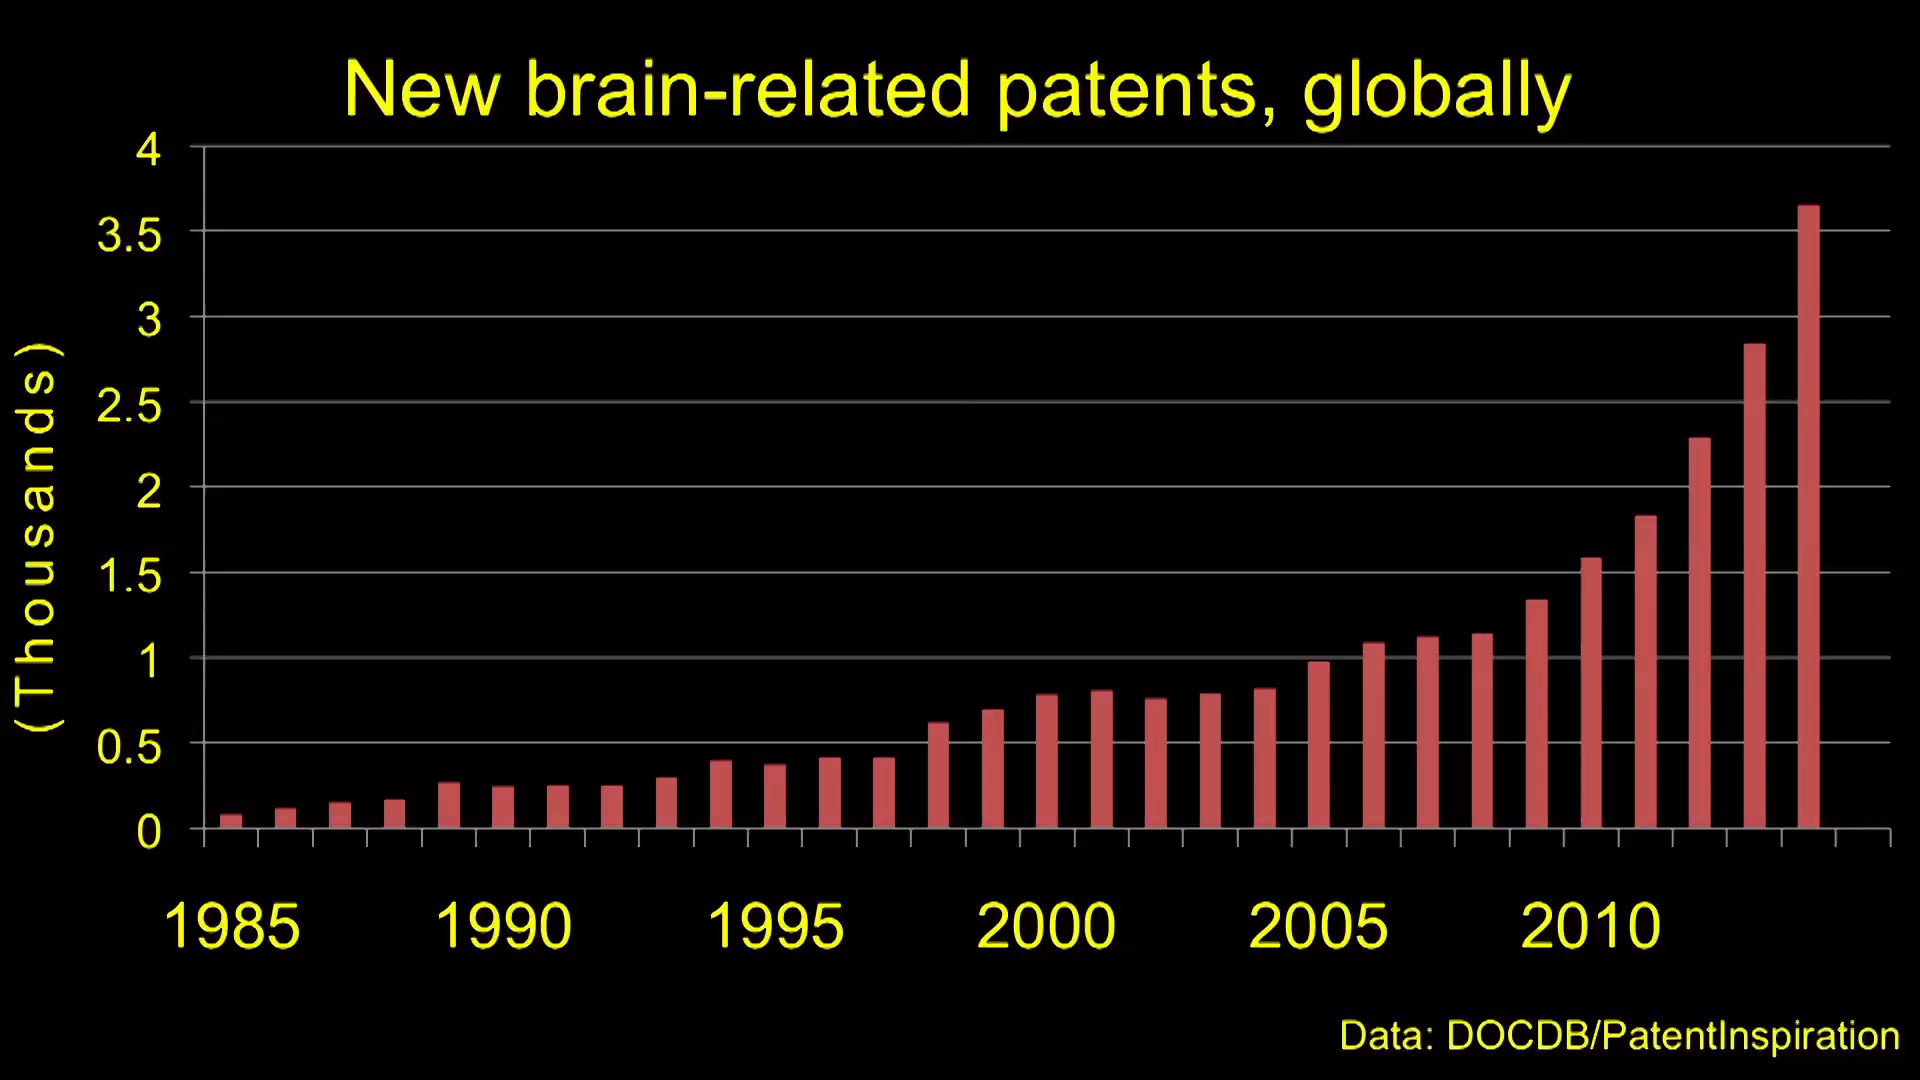 New brain-related patents, globally
4
3.5
3
2.5
2
1.5
1
0.5
0
(Thousands)
1985 1990 1995 2000 2005 2010
Data: DOCDB/PatentInspiration